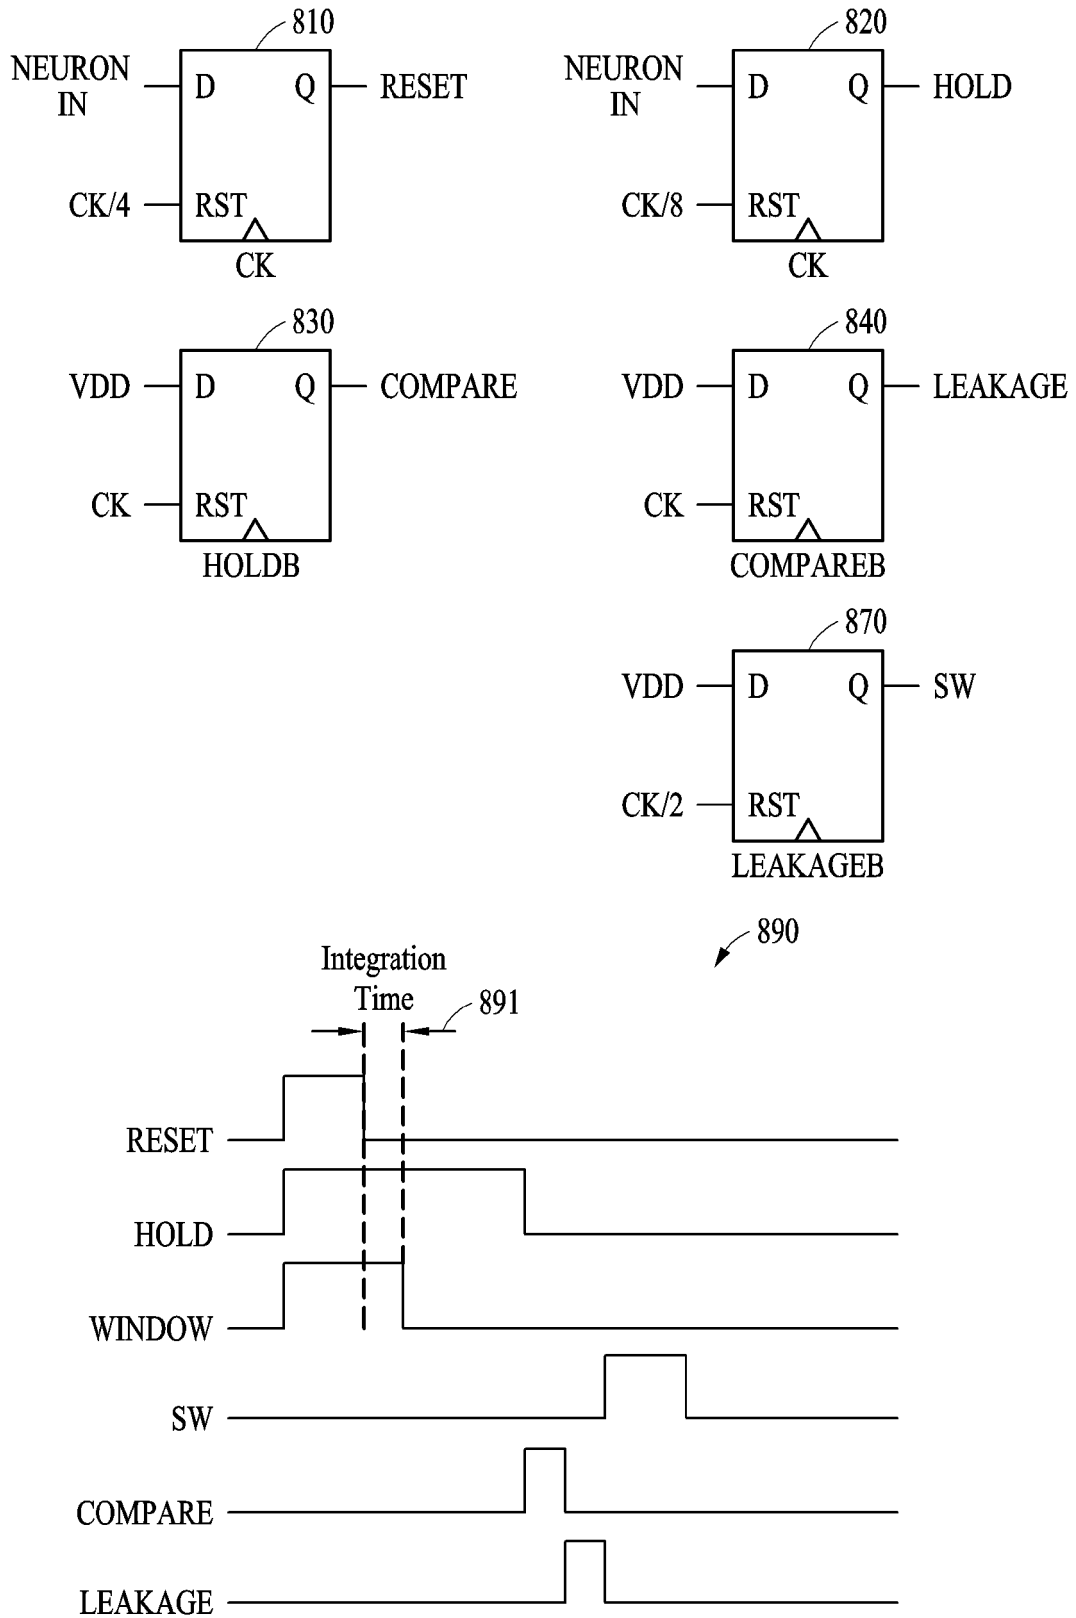 810
NEURON
IN
D
Q
RESET
CK/4
RST
CK
820
NEURON
IN
D
Q
HOLD
CK/8
RST
CK
830
VDD
D
Q
COMPARE
CK
RST
HOLDB
840
VDD
D
Q
LEAKAGE
CK
RST
COMPAREB
870
VDD
D
Q
SW
CK/2
RST
LEAKAGEB
890
Integration
Time
891
RESET
HOLD
WINDOW
SW
COMPARE
LEAKAGE